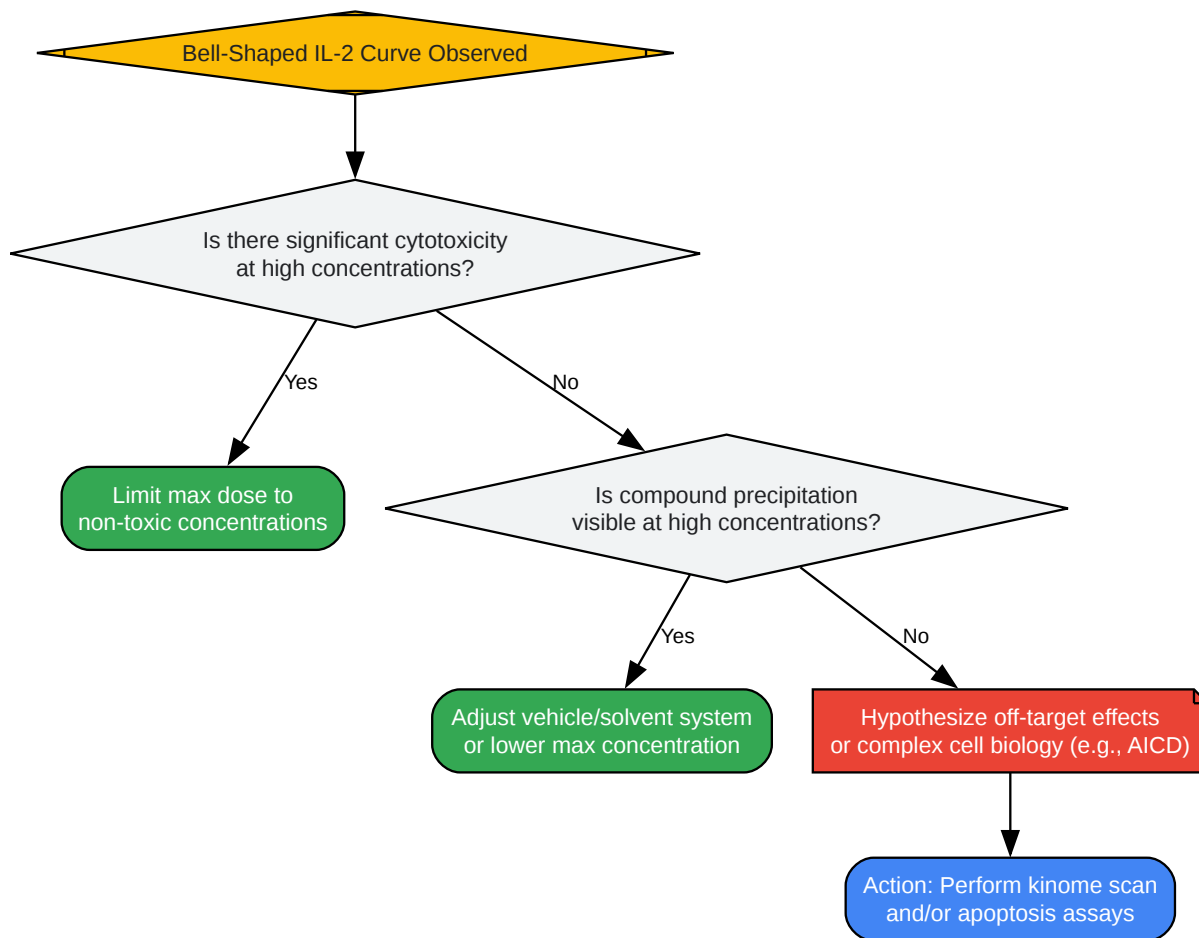 Bell-Shaped IL-2 Curve Observed
Is there significant cytotoxicity
at high concentrations?
Yes
No
Limit max dose to
non-toxic concentrations
Is compound precipitation
visible at high concentrations?
Yes
No
Adjust vehicle/solvent system
or lower max concentration
Hypothesize off-target effects
or complex cell biology (e.g., AICD)
Action: Perform kinome scan
and/or apoptosis assays